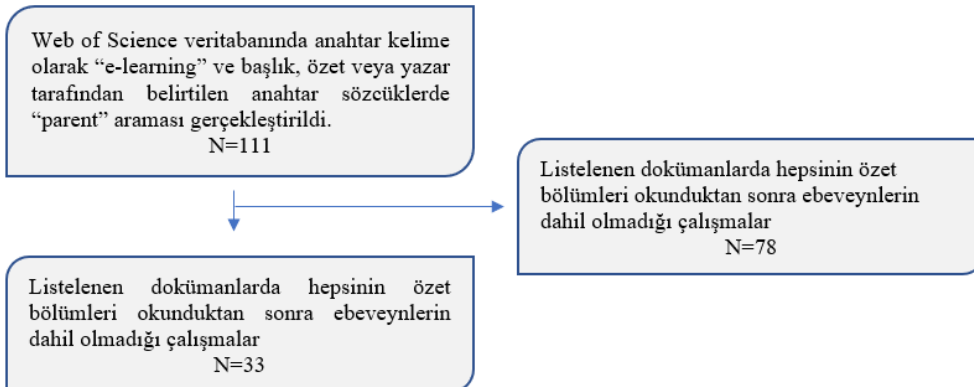 Web of Science veritabanında anahtar kelime
olarak “e-learning” ve başlık, özet veya yazar
tarafından belirtilen anahtar sözcüklerde
“parent” araması gerçekleştirildi.
N=111
Listelenen dokümanlarda hepsinin özet
bölümleri okunduktan sonra ebeveynlerin
dahil olmadığı çalışmalar
N=78
Listelenen dokümanlarda hepsinin özet
bölümleri okunduktan sonra ebeveynlerin
dahil olmadığı çalışmalar
N=33